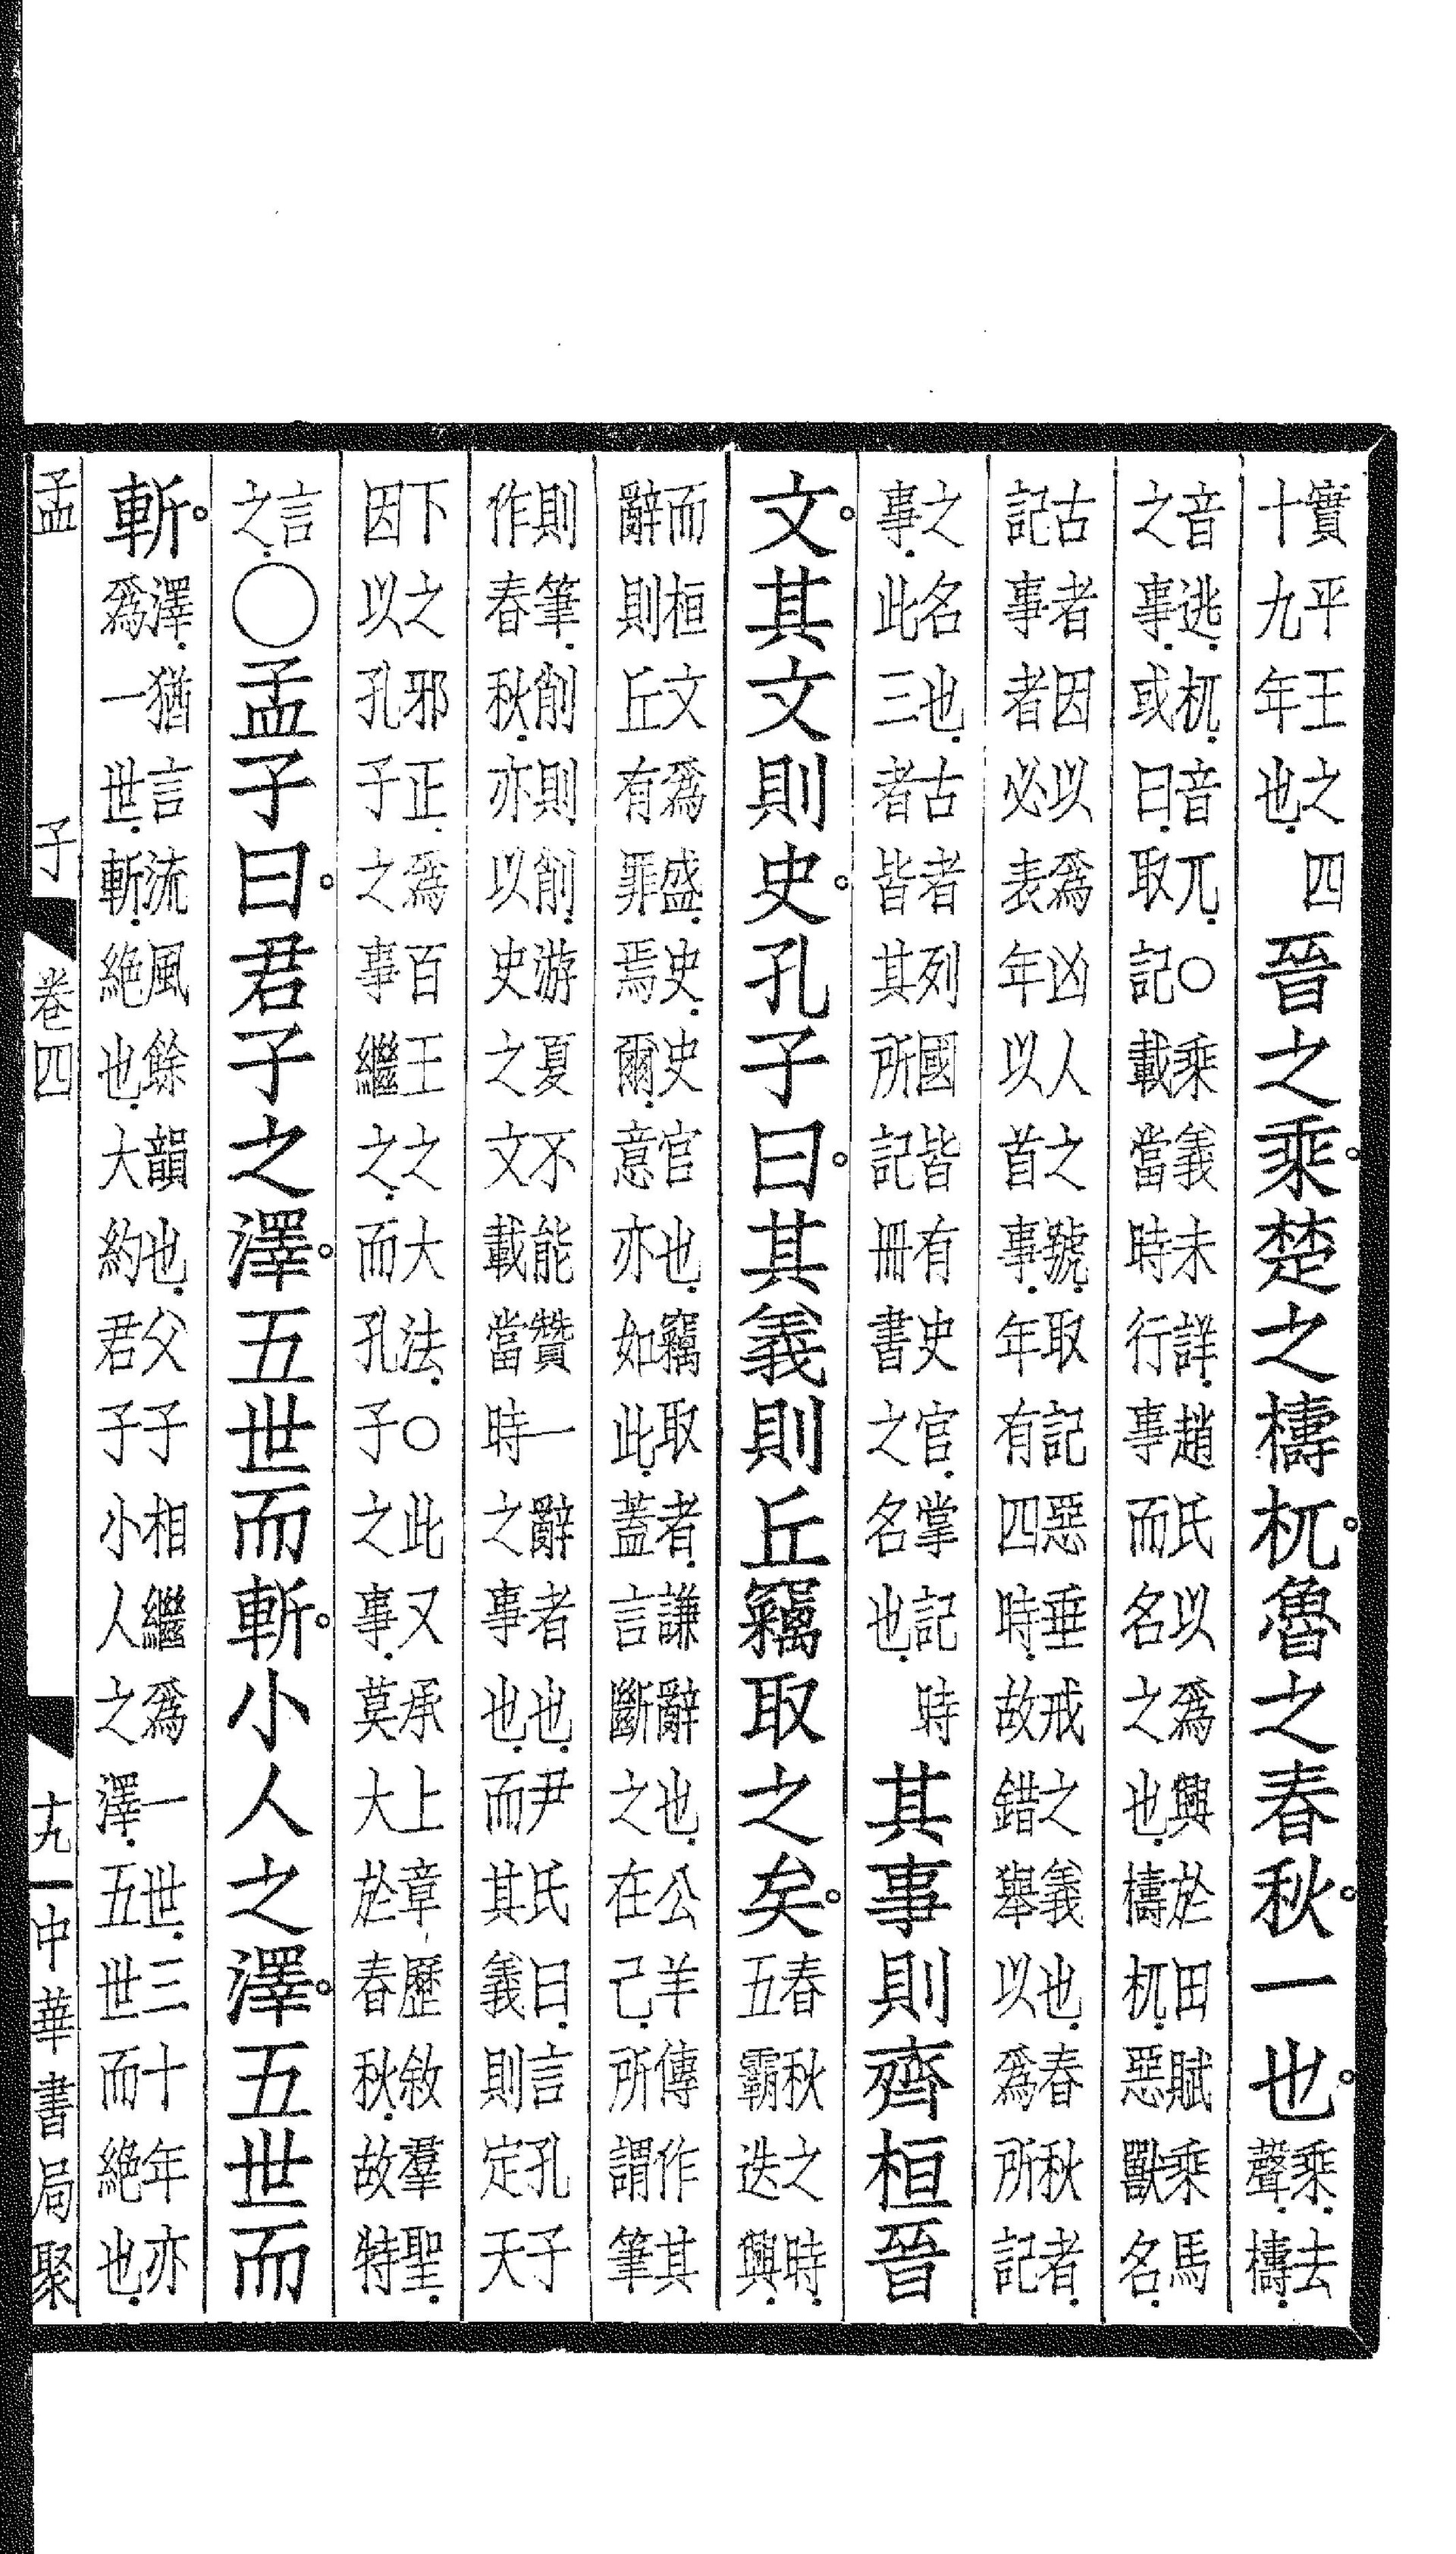 實平王之四
十九年也。
晉之乘。楚之檮杌。魯之春秋。一也。
乘。去
聲。檮。
音逃。杌。音兀。○乘義未詳。趙氏以爲興於田賦乘馬
之事。或曰。取記載當時行事而名之也。檮杌。惡獸名。
古者因以爲凶人之號。取記惡垂戒之義也。春秋者。
記事者必表年以首事。年有四時。故錯舉以爲所記
之名也。古者列國皆有史官。掌記時
事。此三者皆其所記冊書之名也。
其事則齊桓晉
文。其文則史。孔子曰。其義則丘竊取之矣。
春秋之時。
五霸迭興。
而桓文爲盛。史。史官也。竊取者。謙辭也。公羊傳作其
辭則丘有罪焉爾。意亦如此。蓋言斷之在己。所謂筆
則筆。削則削。游夏不能贊一辭者也。尹氏曰。言孔子
作春秋。亦以史之文載當時之事也。而其義則定天
下之邪正。爲百王之大法。○此又承上章歷敘羣聖。
因以孔子之事繼之。而孔子之事。莫大於春秋。故特
言
之。
○孟子曰。君子之澤。五世而斬。小人之澤。五世而
斬。
澤。猶言流風餘韻也。父子相繼爲一世。三十年亦
爲一世。斬。絶也。大約君子小人之澤。五世而絶也。
孟子 卷四 十九 中華書局聚